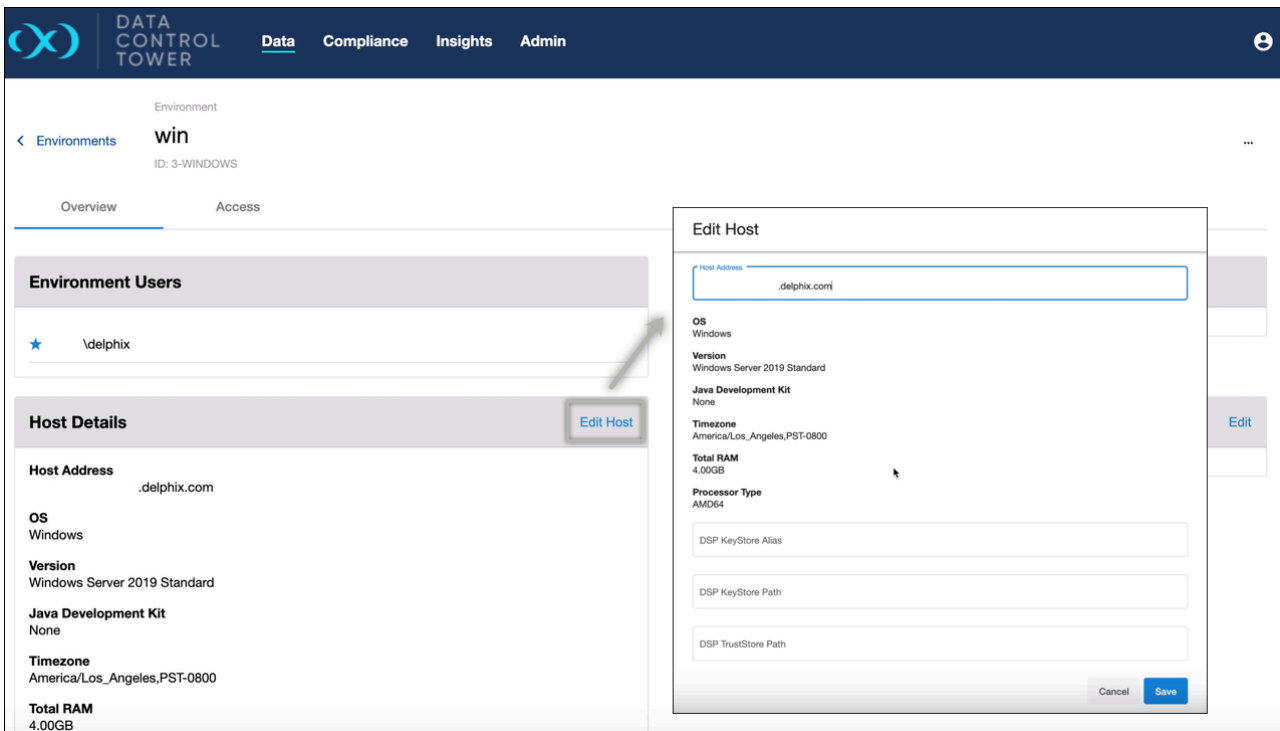 DATA
CONTROL
TOWER
Data Compliance Insights Admin
Environment
Environments
win
ID: 3-WINDOWS
...
Overview Access
Environment Users
\delphix
Host Details Edit Host
Host Address
.delphix.com
OS
Windows
Version
Windows Server 2019 Standard
Java Development Kit
None
Timezone
America/Los_Angeles,PST-0800
Total RAM
4.00GB
Edit Host
Host Address
.delphix.com
OS
Windows
Version
Windows Server 2019 Standard
Java Development Kit
None
Timezone
America/Los_Angeles,PST-0800
Total RAM
4.00GB
Processor Type
AMD64
DSP KeyStore Alias
DSP KeyStore Path
DSP TrustStore Path
Cancel Save
Edit